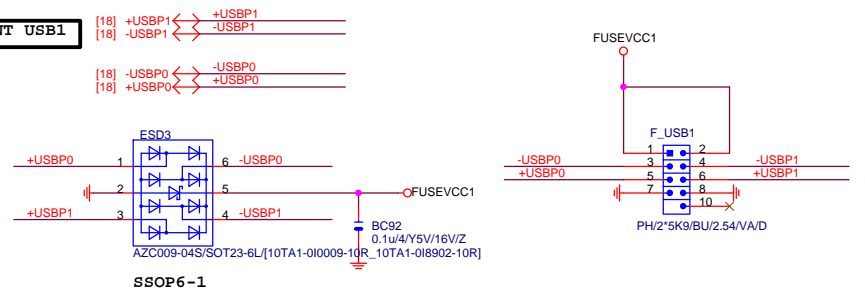 NT USB1
[18] +USBP1 +USBP1
[18] -USBP1 -USBP1
[18] -USBP0 -USBP0
[18] +USBP0 +USBP0
ESD3
+USBP0 1 6 -USBP0
2 5 FUSEVCC1
+USBP1 3 4 -USBP1
BC92
0.1u/4/Y5V/16V/Z
AZC009-04S/SOT23-6L/[10TA1-0I0009-10R_10TA1-0I8902-10R]
SSOP6-1
FUSEVCC1
F_USB1
1 2
-USBP0 3 4 -USBP1
+USBP0 5 6 +USBP1
7 8
10
PH/2*5K9/BU/2.54/VA/D